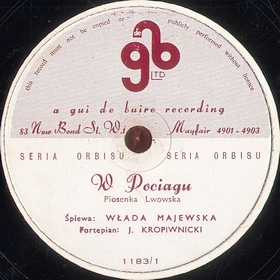 this record must not be copied or publicly performed without licence
de
gb
LTD
a gui de buire recording
83 New Bond St. W.1 Mayfair 4901-4903
SERIA ORBISU SERIA ORBISU
W Pociagu
Piosenka Lwowska
Śpiewa: WŁADA MAJEWSKA
Fortepian: J. KROPIWNICKI
1183/1